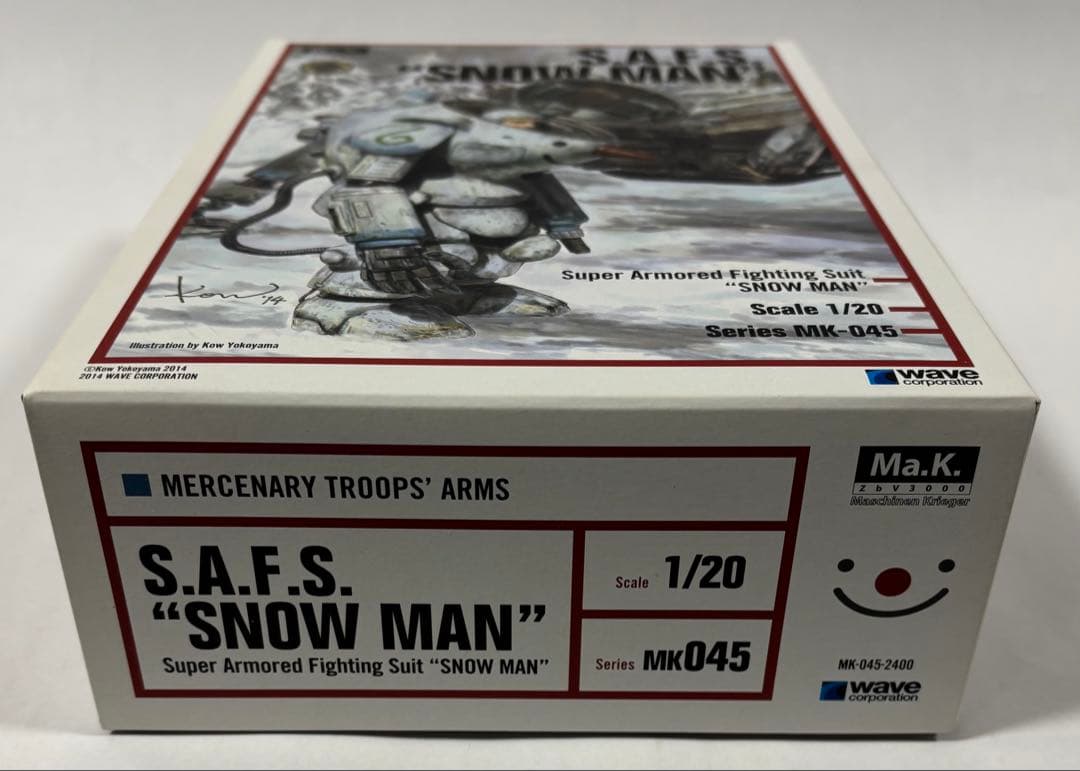 S.A.F.S.
"SNOW MAN"
Super Armored Fighting Suit
"SNOW MAN"
Scale 1/20
Series MK-045
Kow '14
Illustration by Kow Yokoyama
©Kow Yokoyama 2014
2014 WAVE CORPORATION
wave
corporation
MERCENARY TROOPS' ARMS
S.A.F.S.
"SNOW MAN"
Super Armored Fighting Suit "SNOW MAN"
Scale 1/20
Series MK045
Ma.K.
ZbV3000
Maschinen Krieger
MK-045-2400
wave
corporation